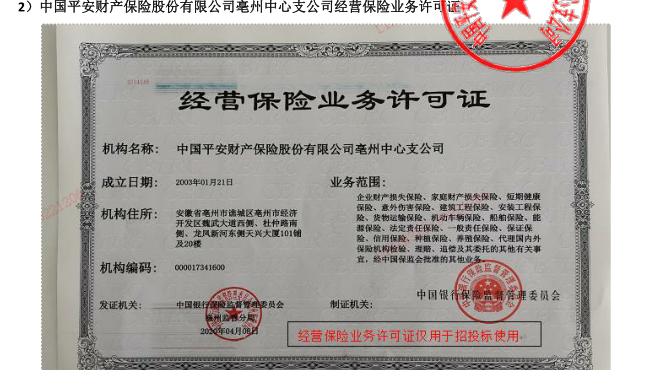 2）中国平安财产保险股份有限公司亳州中心支公司经营保险业务许可证
经营保险业务许可证
机构名称： 中国平安财产保险股份有限公司亳州中心支公司
成立日期： 2003年01月21日
业务范围：
企业财产损失保险、家庭财产损失保险、短期健康
保险、意外伤害保险、建筑工程保险、安装工程保
险、货物运输保险、机动车辆保险、船舶保险、能
源保险、法定责任保险、一般责任保险、保证保
险、信用保险、种植保险、养殖保险、代理国内外
保险机构检验、理赔、追偿及其委托的其他有关事
宜，经中国保监会批准的其他业务。
机构住所： 安徽省亳州市谯城区亳州市经济
开发区魏武大道西侧、杜仲路南
侧、龙凤新河东侧天兴大厦101铺
及20楼
机构编码： 000017341600
发证机关： 中国银行保险监督管理委员会
亳州监管分局
2020年04月08日
制证机关： 中国银行保险监督管理委员会
经营保险业务许可证仅用于招投标使用